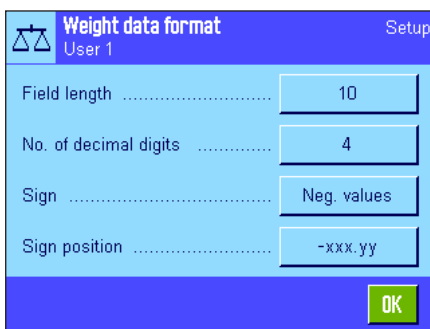 Weight data format Setup
User 1
Field length ........................... 10
No. of decimal digits ............. 4
Sign ..................................... Neg. values
Sign position ......................... -xxx.yy
OK